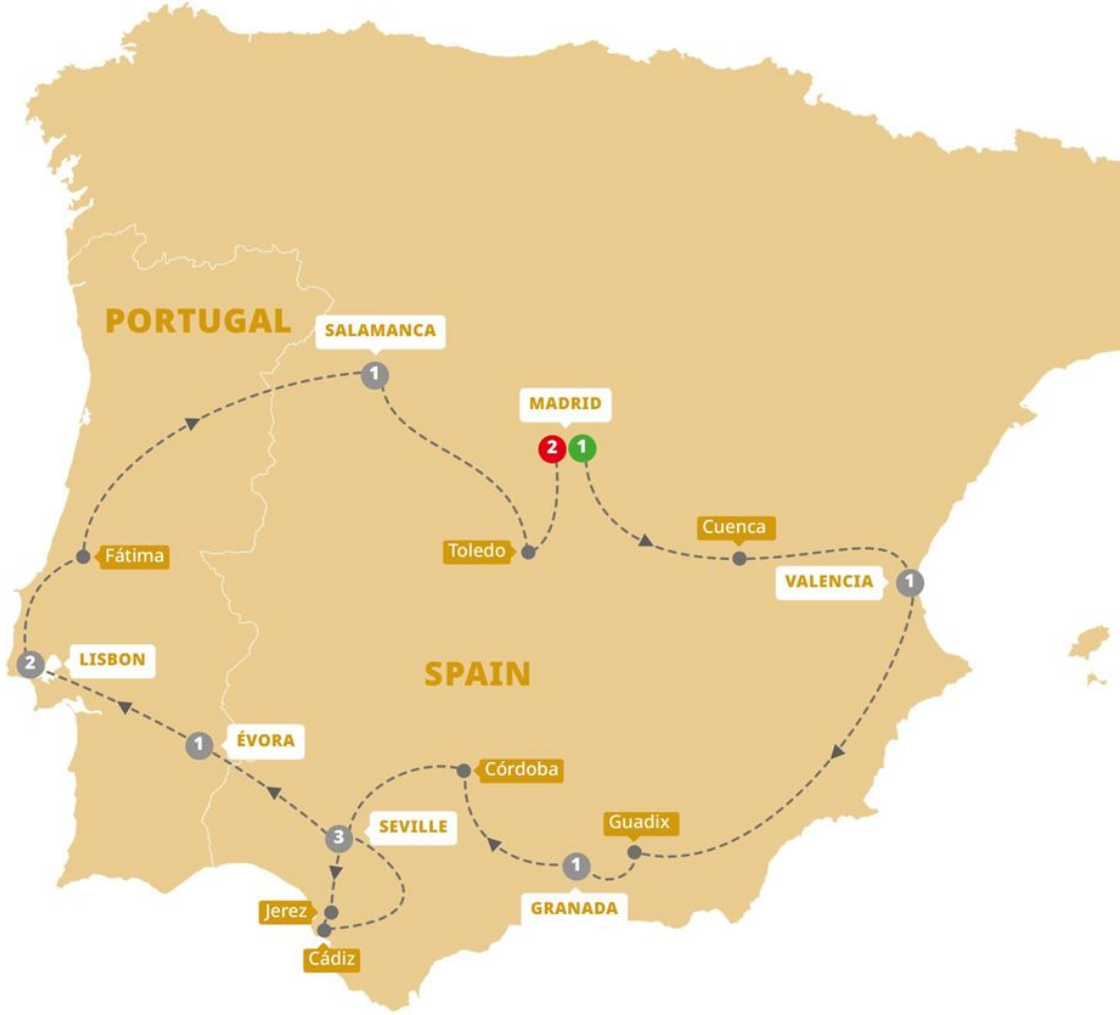 PORTUGAL
SALAMANCA
1
MADRID
2 1
Cuenca
Toledo
Fátima
VALENCIA
1
2
LISBON
SPAIN
1
ÉVORA
Córdoba
3
SEVILLE
Guadix
1
GRANADA
Jerez
Cádiz